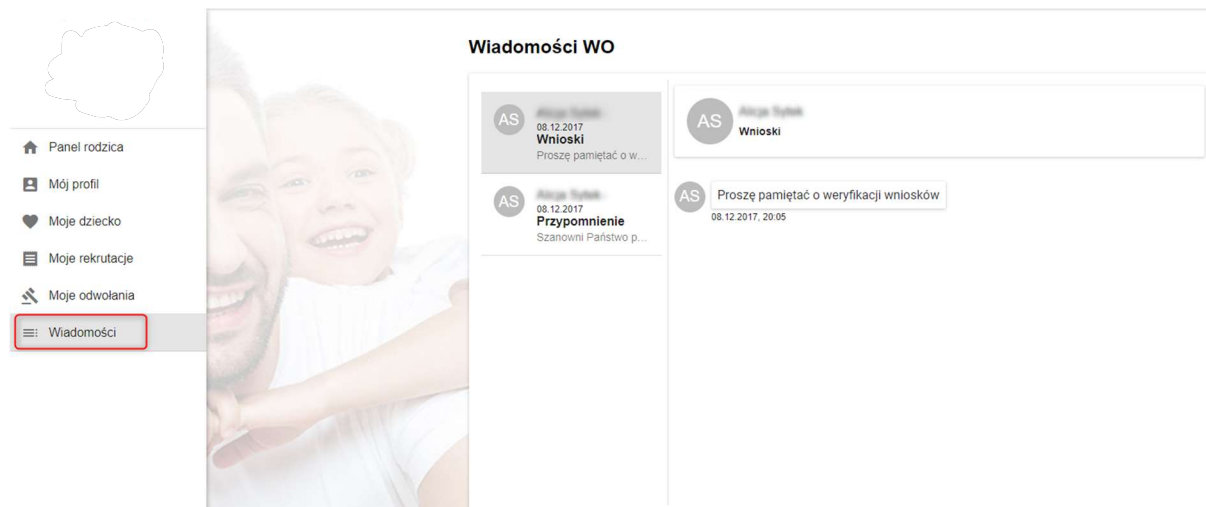 Wiadomości WO
Panel rodzica
Mój profil
Moje dziecko
Moje rekrutacje
Moje odwołania
Wiadomości
AS
08.12.2017
Wnioski
Proszę pamiętać o w...
AS
08.12.2017
Przypomnienie
Szanowni Państwo p...
AS
Wnioski
AS
Proszę pamiętać o weryfikacji wniosków
08.12.2017, 20:05